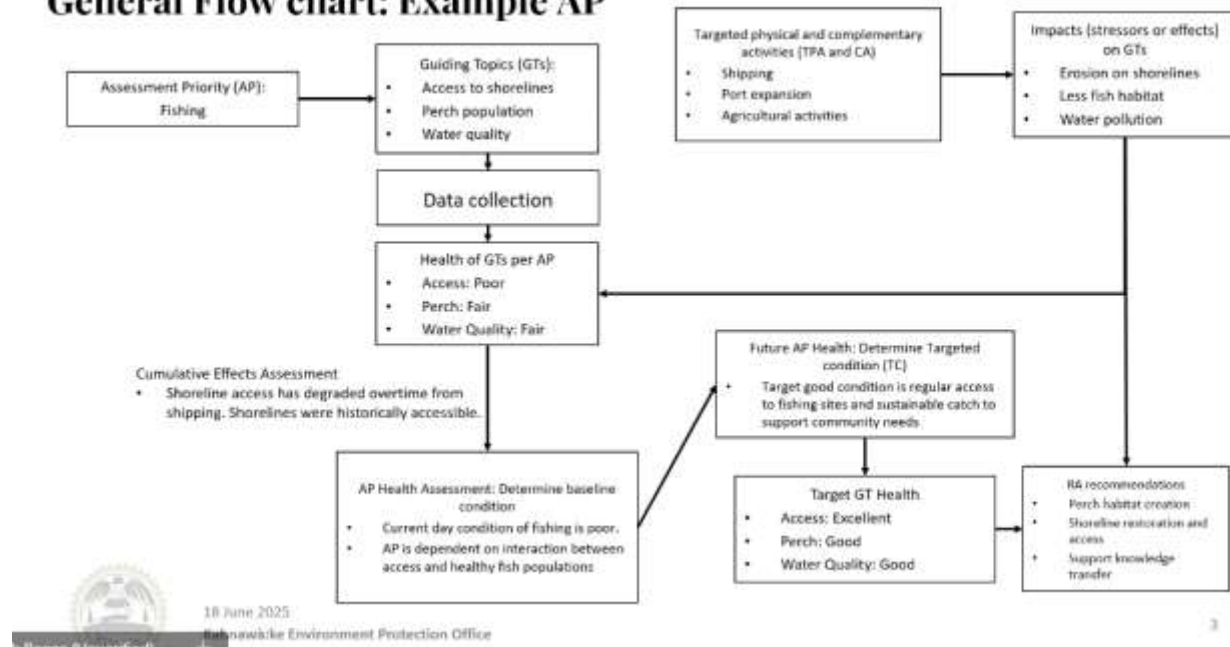 General Flow chart: Example AP
Assessment Priority (AP):
Fishing
Guiding Topics (GTs):
• Access to shorelines
• Perch population
• Water quality
Data collection
Health of GTs per AP
• Access: Poor
• Perch: Fair
• Water Quality: Fair
Cumulative Effects Assessment
• Shoreline access has degraded overtime from
shipping. Shorelines were historically accessible.
AP Health Assessment: Determine baseline
condition
• Current day condition of fishing is poor.
• AP is dependent on interaction between
access and healthy fish populations
Targeted physical and complementary
activities (TPA and CA)
• Shipping
• Port expansion
• Agricultural activities
Impacts (stressors or effects)
on GTs
• Erosion on shorelines
• Less fish habitat
• Water pollution
Future AP Health: Determine Targeted
condition (TC)
• Target good condition is regular access
to fishing sites and sustainable catch to
support community needs
Target GT Health
• Access: Excellent
• Perch: Good
• Water Quality: Good
RA recommendations
• Perch habitat creation
• Shoreline restoration and
access
• Support knowledge
transfer
18 June 2025
Kahnawà:ke Environment Protection Office
3